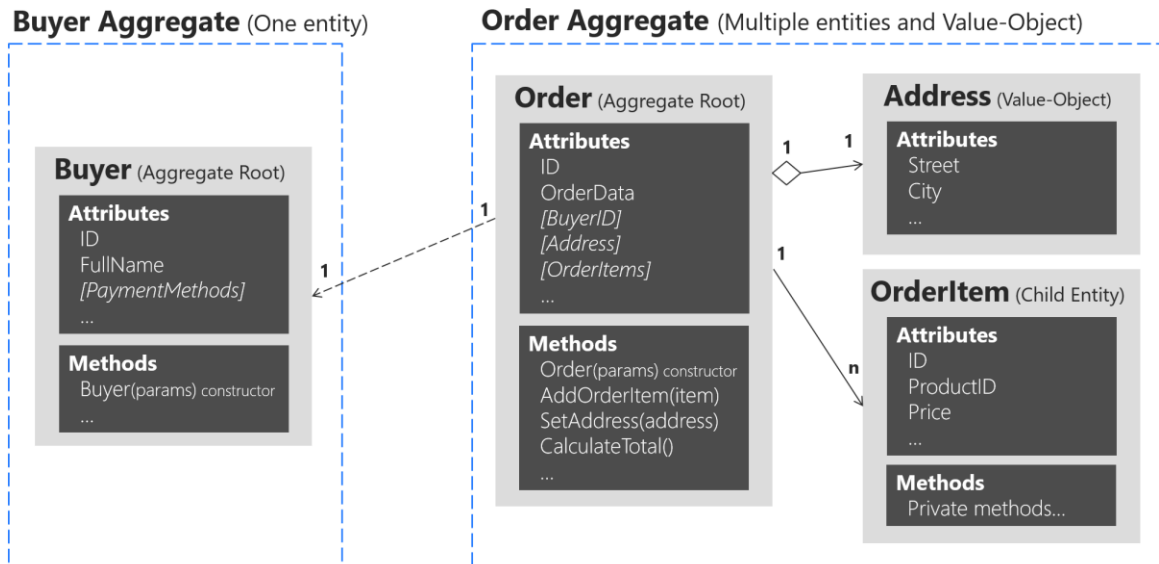 Buyer Aggregate (One entity)
Buyer (Aggregate Root)
Attributes
ID
FullName
[PaymentMethods]
...
Methods
Buyer(params) constructor
...
1
1
Order Aggregate (Multiple entities and Value-Object)
Order (Aggregate Root)
Attributes
ID
OrderData
[BuyerID]
[Address]
[OrderItems]
...
Methods
Order(params) constructor
AddOrderItem(item)
SetAddress(address)
CalculateTotal()
...
1
1
Address (Value-Object)
Attributes
Street
City
...
1
n
OrderItem (Child Entity)
Attributes
ID
ProductID
Price
...
Methods
Private methods...